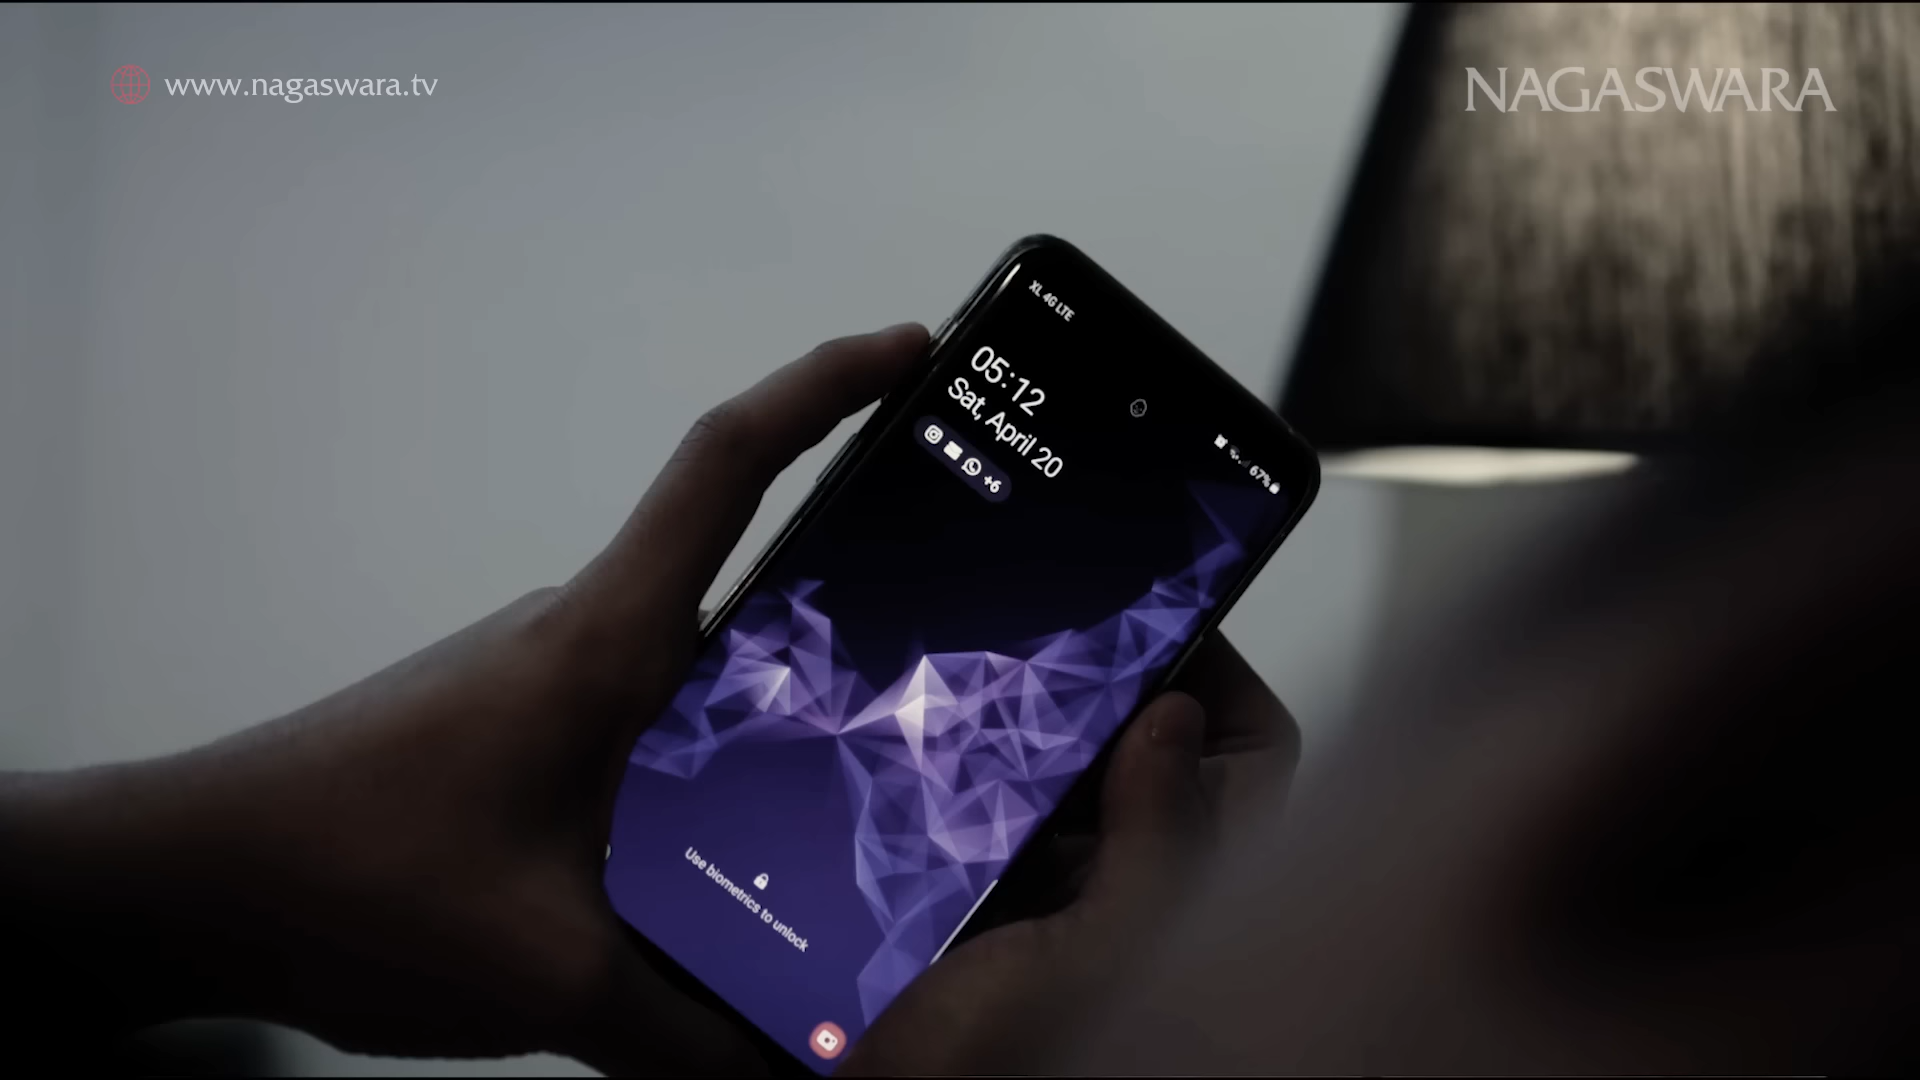 www.nagaswara.tv
NAGASWARA
XL 4G LTE
05:12
Sat, April 20
+6
67%
Use biometrics to unlock